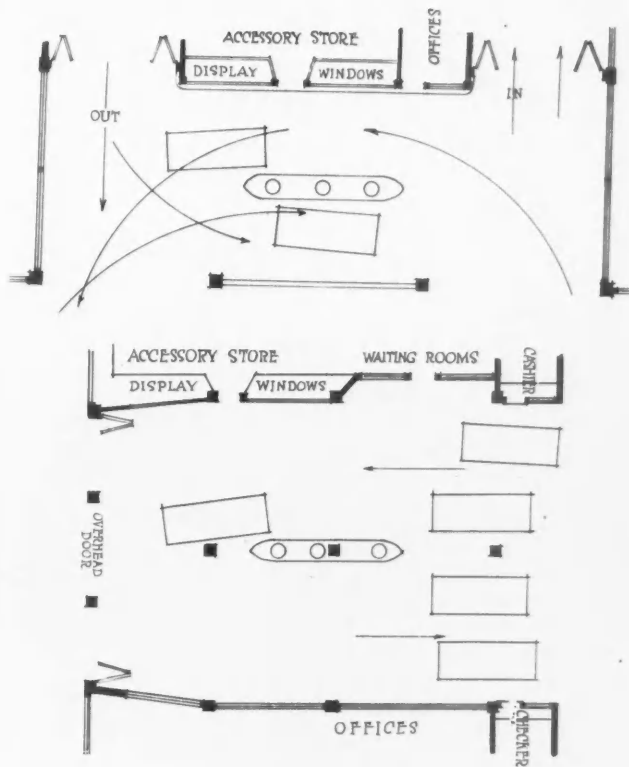 ACCESSORY STORE
OFFICES
DISPLAY
WINDOWS
OUT
IN
ACCESSORY STORE
WAITING ROOMS
CASHIER
DISPLAY
WINDOWS
OVERHEAD
DOOR
OFFICES
CHECKER